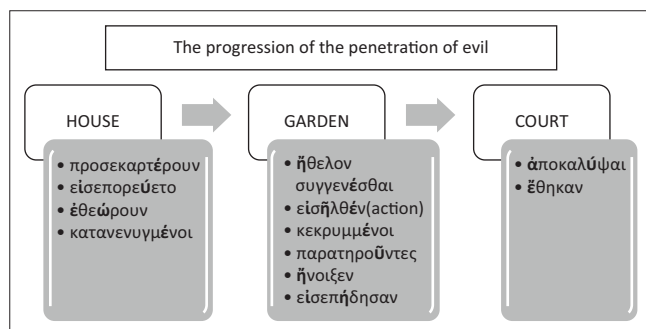 The progression of the penetration of evil
HOUSE
• προσεκαρτέρουν
• εἰσεπορεύετο
• ἐθεώρουν
• κατανενυγμένοι
GARDEN
• ἤθελον
συγγενέσθαι
• εἰσῆλθέν(action)
• κεκρυμμένοι
• παρατηροῦντες
• ἤνοιξεν
• εἰσεπήδησαν
COURT
• ἀποκαλύψαι
• ἔθηκαν